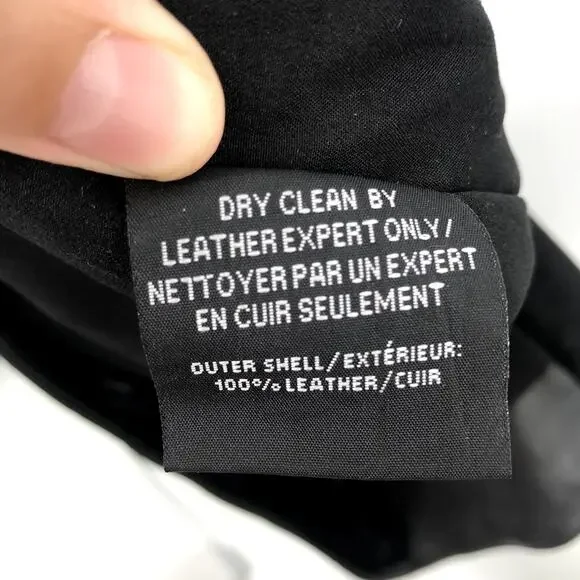 DRY CLEAN BY
LEATHER EXPERT ONLY/
NETTOYER PAR UN EXPERT
EN CUIR SEULEMENT
OUTER SHELL/EXTÉRIEUR:
100% LEATHER/CUIR